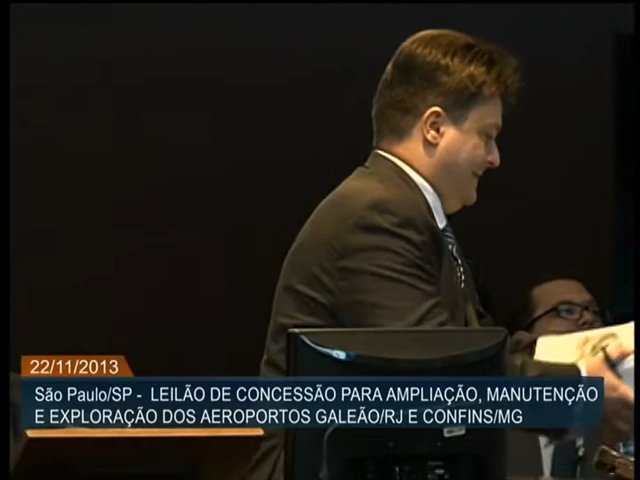 22/11/2013
São Paulo/SP - LEILÃO DE CONCESSÃO PARA AMPLIAÇÃO, MANUTENÇÃO
E EXPLORAÇÃO DOS AEROPORTOS GALEÃO/RJ E CONFINS/MG